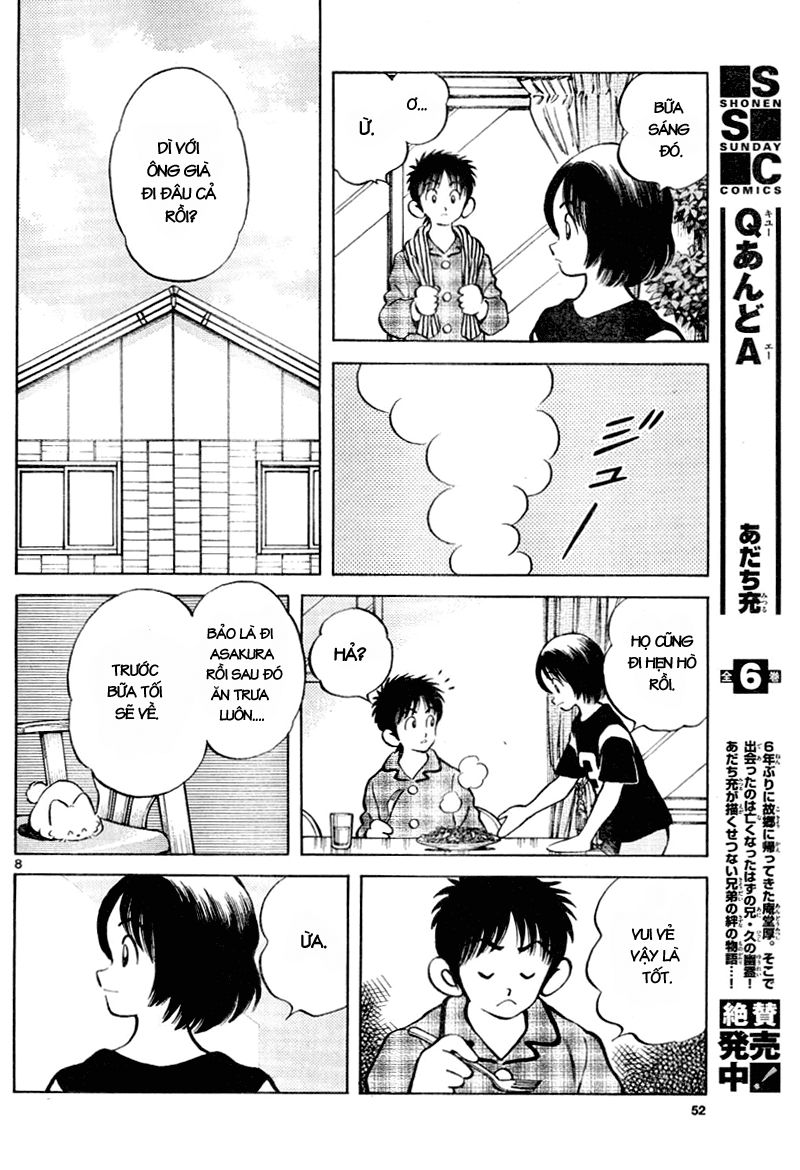 BỮA
SÁNG
ĐÓ.
Ơ...
Ừ.
ジュー
DÌ VỚI
ÔNG GIÀ
ĐI ĐÂU CẢ
RỒI?
HỌ CŨNG
ĐI HẸN HÒ
RỒI.
HẢ?
BẢO LÀ ĐI
ASAKURA
RỒI SAU ĐÓ
ĂN TRƯA
LUÔN....
TRƯỚC
BỮA TỐI
SẼ VỀ.
8
VUI VẺ
VẬY LÀ
TỐT.
ỪA.
52
S
SHONEN
S
SUNDAY
C
COMICS
QあんどA
キュー
エー
あだち充
みつる
全6巻
6年ぶりに故郷に帰ってきた庵堂厚。そこで
出会ったのは亡くなったはずの兄・久の幽霊!
あだち充が描くせつない兄弟の絆の物語…!
絶賛
発売
中!